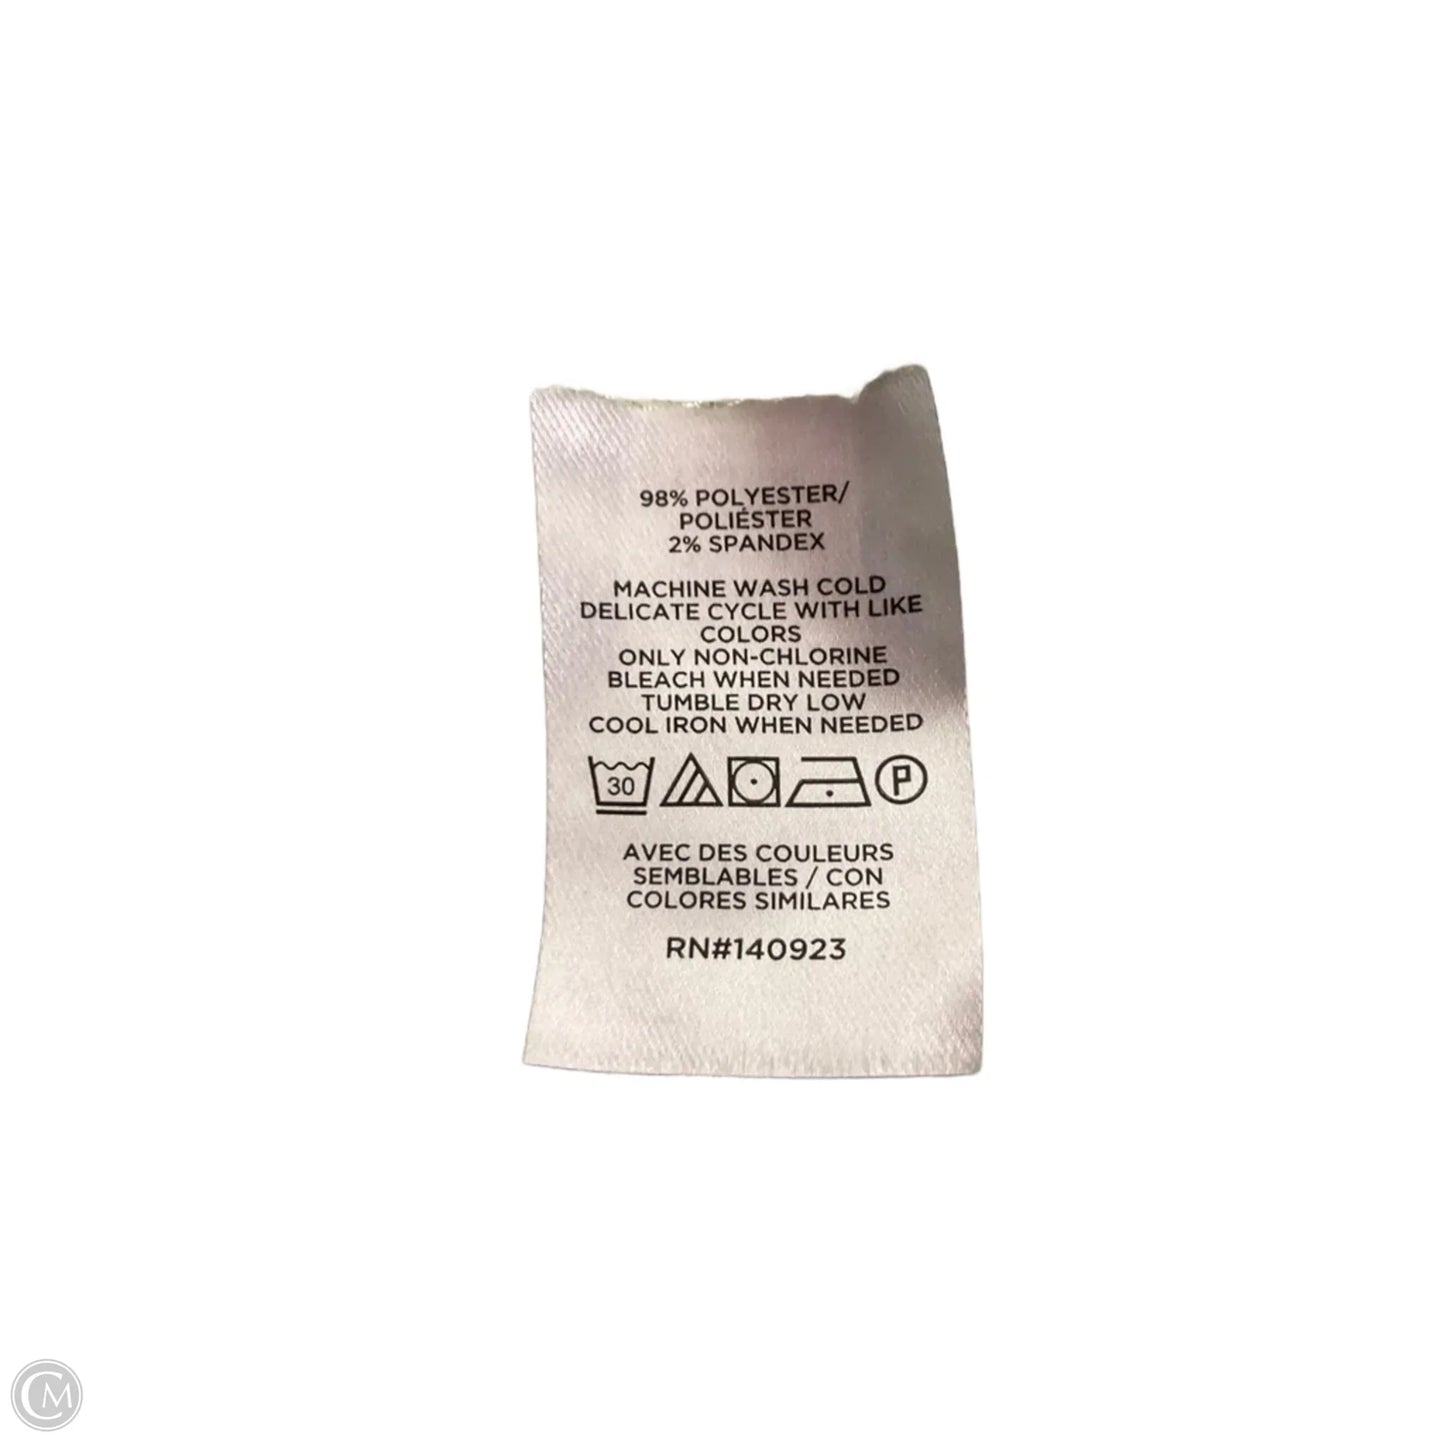 98% POLYESTER/
POLIÉSTER
2% SPANDEX
MACHINE WASH COLD
DELICATE CYCLE WITH LIKE
COLORS
ONLY NON-CHLORINE
BLEACH WHEN NEEDED
TUMBLE DRY LOW
COOL IRON WHEN NEEDED
30 P
AVEC DES COULEURS
SEMBLABLES / CON
COLORES SIMILARES
RN#140923
CM